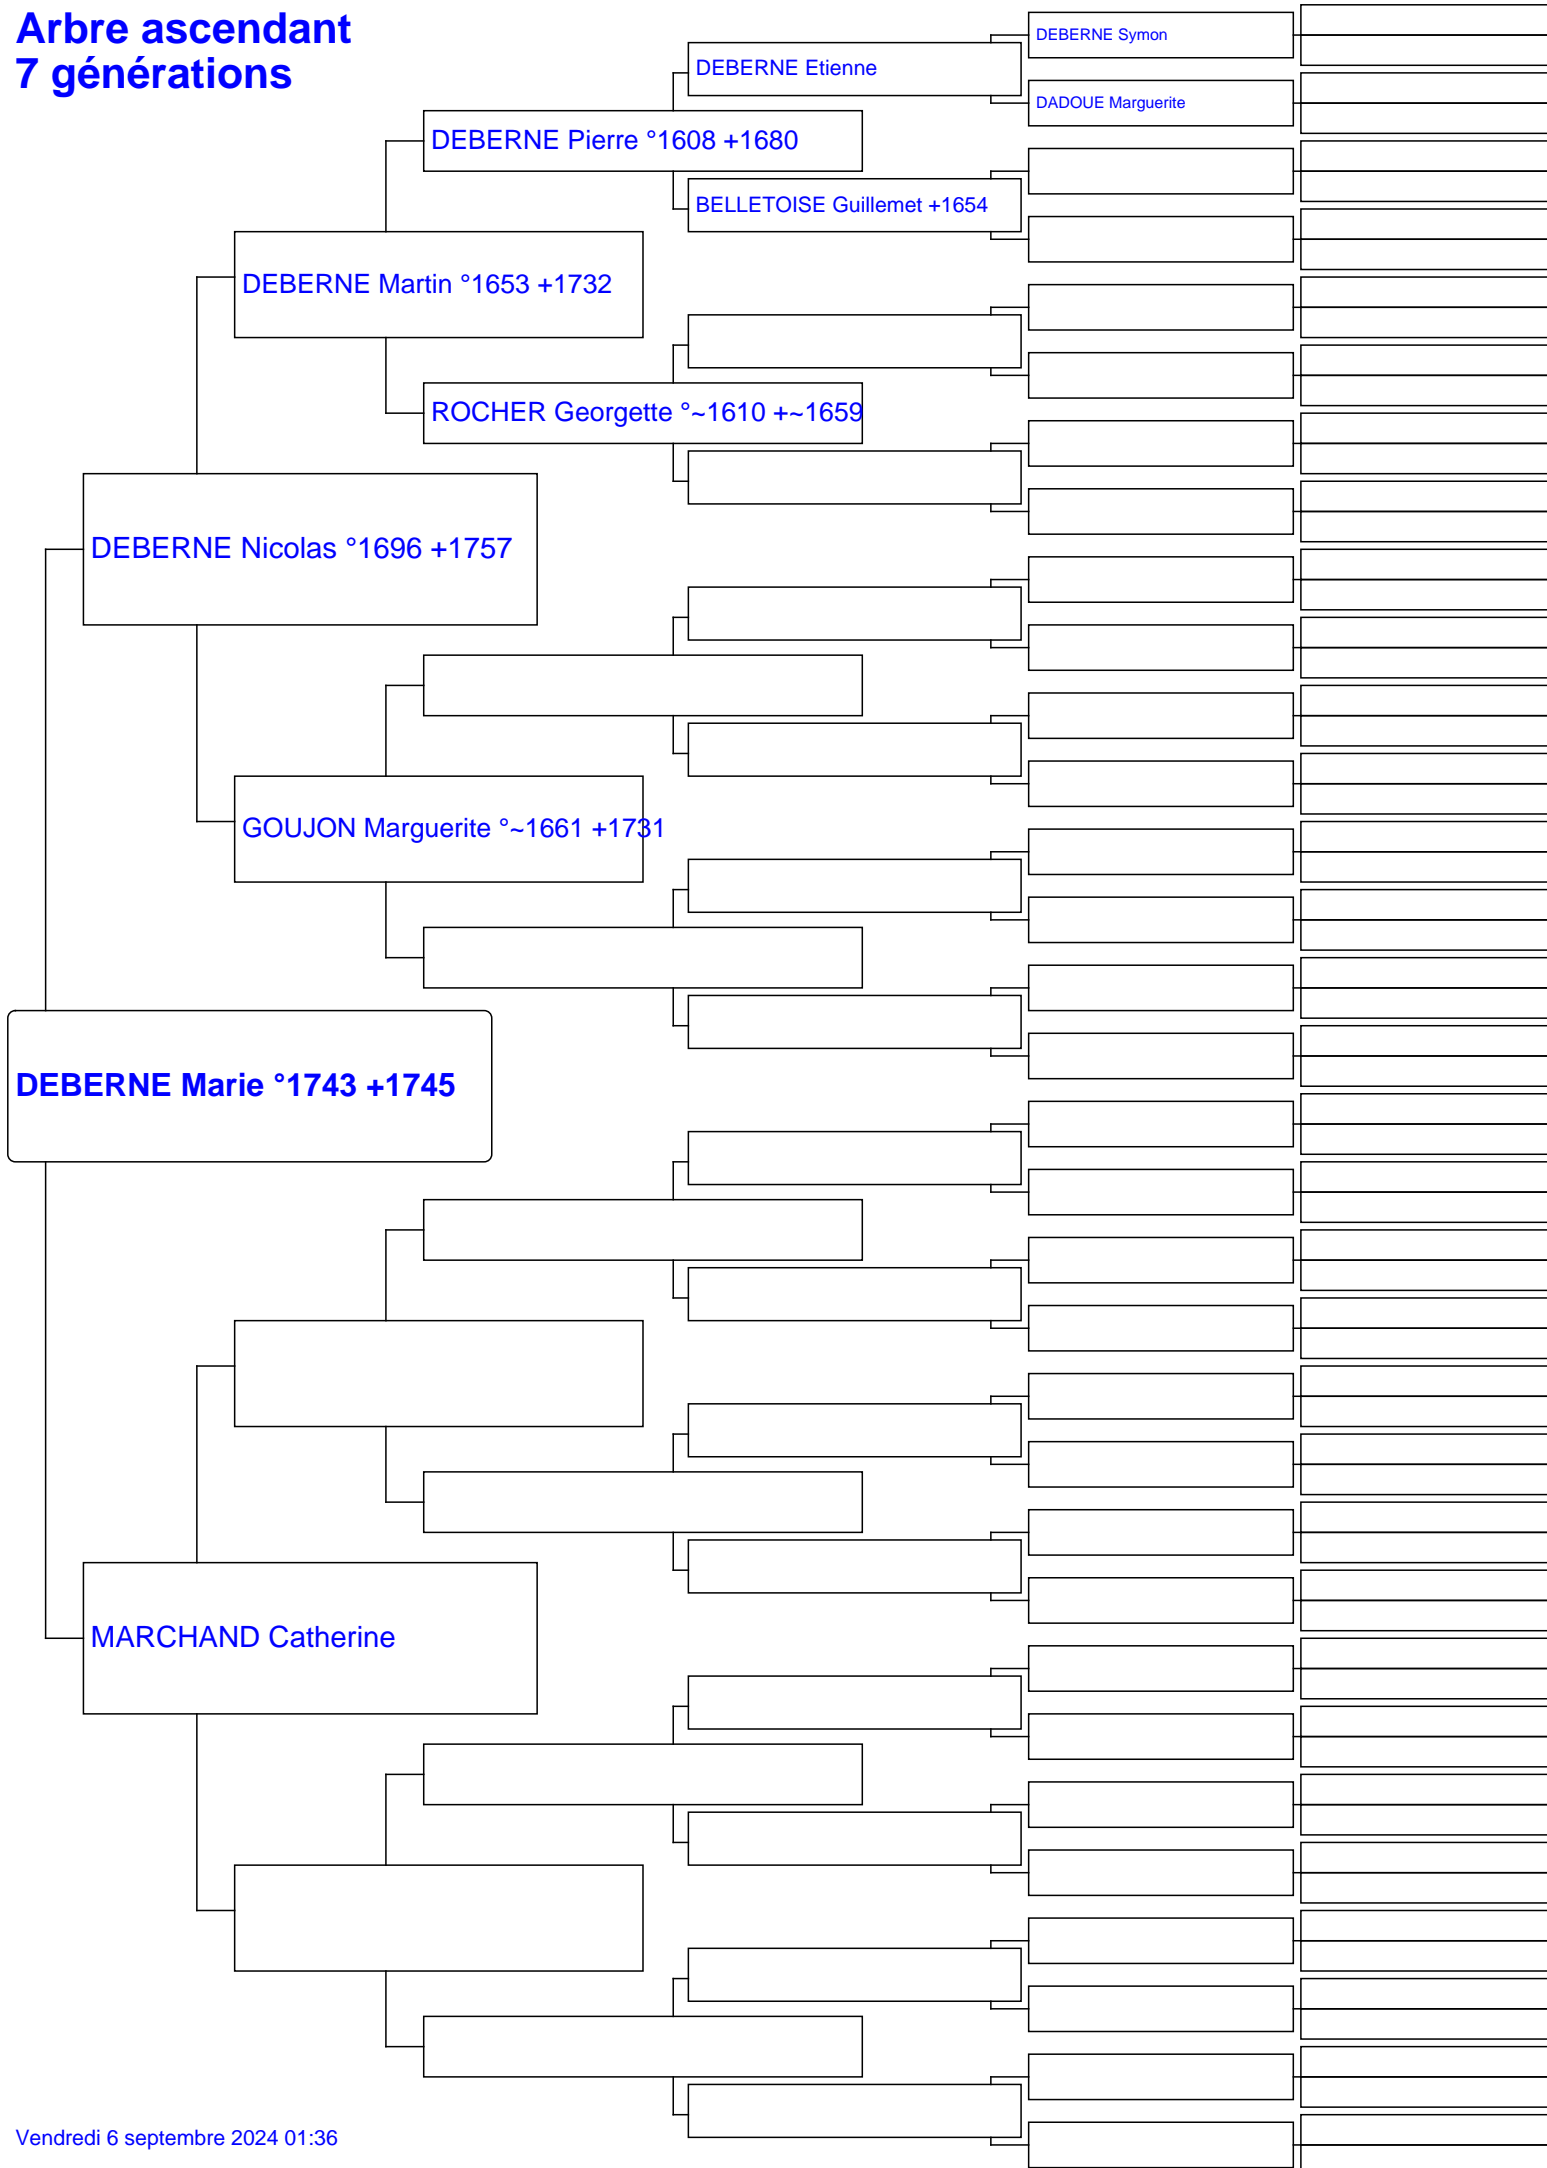 Arbre ascendant
7 générations
DEBERNE Symon
DEBERNE Etienne
DADOUE Marguerite
DEBERNE Pierre °1608 +1680
BELLETOISE Guillemet +1654
DEBERNE Martin °1653 +1732
ROCHER Georgette °~1610 +~1659
DEBERNE Nicolas °1696 +1757
GOUJON Marguerite °~1661 +1731
DEBERNE Marie °1743 +1745
MARCHAND Catherine
Vendredi 6 septembre 2024 01:36